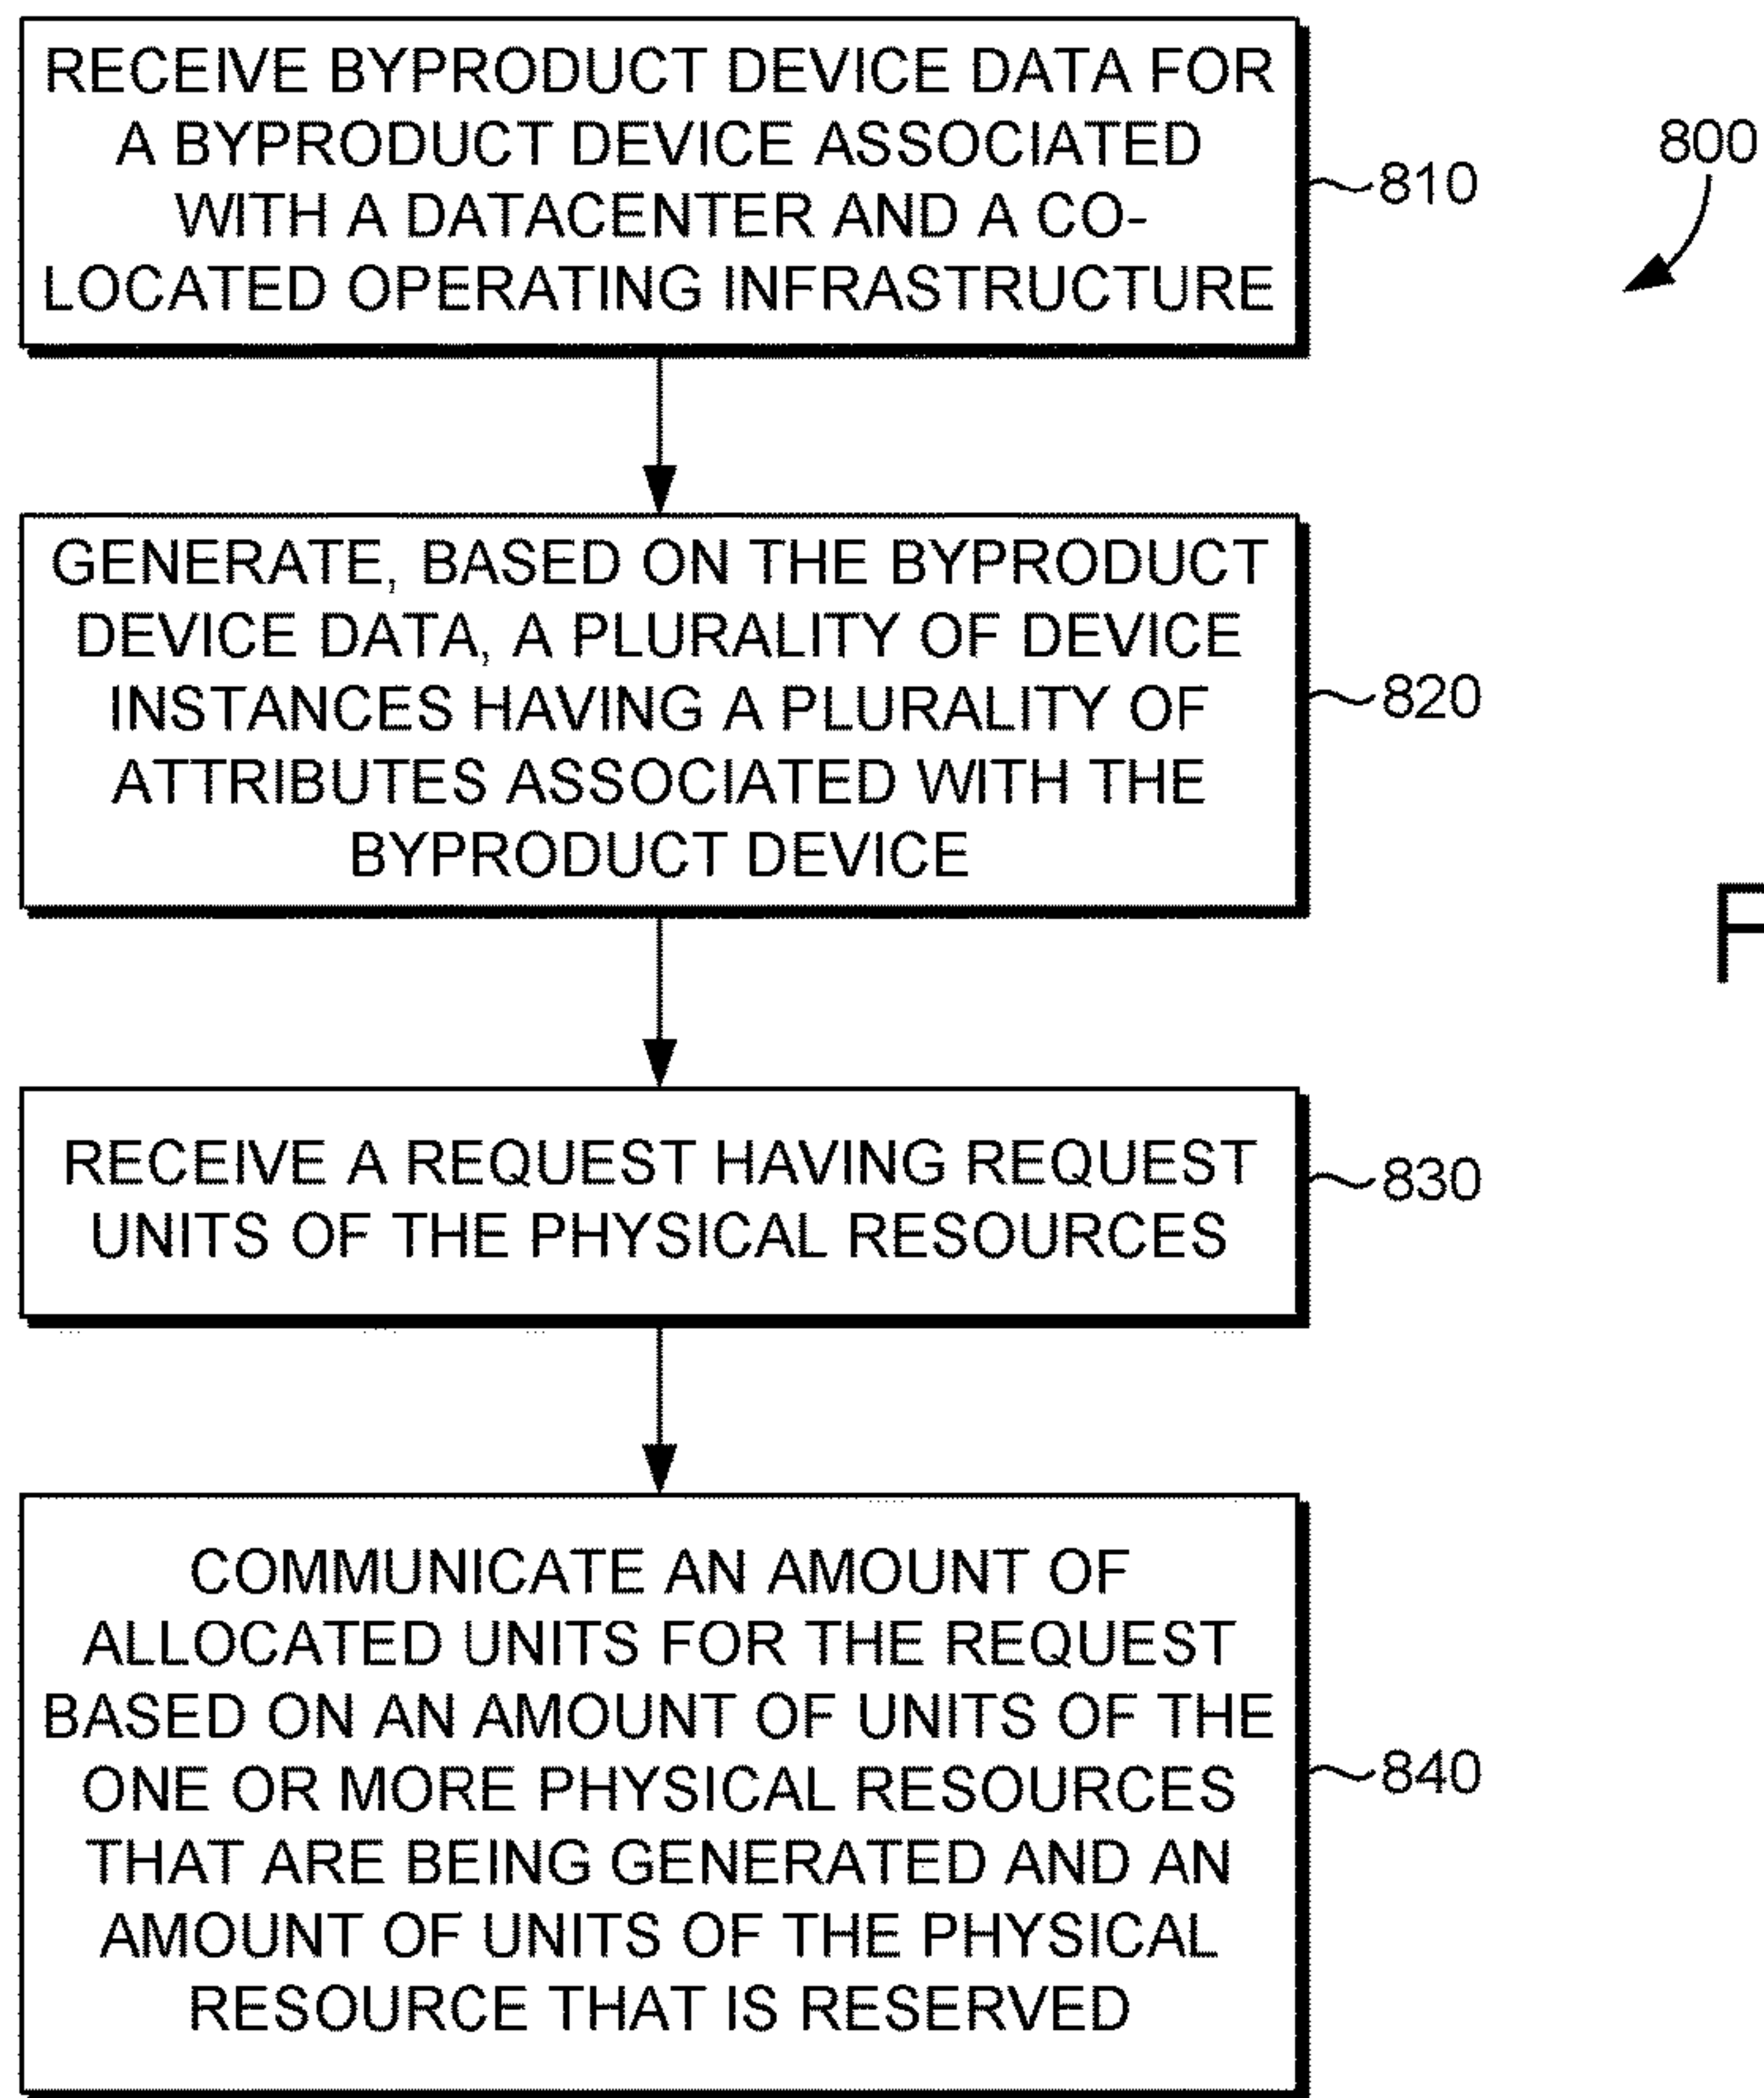 RECEIVE BYPRODUCT DEVICE DATA FOR
A BYPRODUCT DEVICE ASSOCIATED
WITH A DATACENTER AND A CO-
LOCATED OPERATING INFRASTRUCTURE
810
800
GENERATE, BASED ON THE BYPRODUCT
DEVICE DATA, A PLURALITY OF DEVICE
INSTANCES HAVING A PLURALITY OF
ATTRIBUTES ASSOCIATED WITH THE
BYPRODUCT DEVICE
820
F
RECEIVE A REQUEST HAVING REQUEST
UNITS OF THE PHYSICAL RESOURCES
830
COMMUNICATE AN AMOUNT OF
ALLOCATED UNITS FOR THE REQUEST
BASED ON AN AMOUNT OF UNITS OF THE
ONE OR MORE PHYSICAL RESOURCES
THAT ARE BEING GENERATED AND AN
AMOUNT OF UNITS OF THE PHYSICAL
RESOURCE THAT IS RESERVED
840